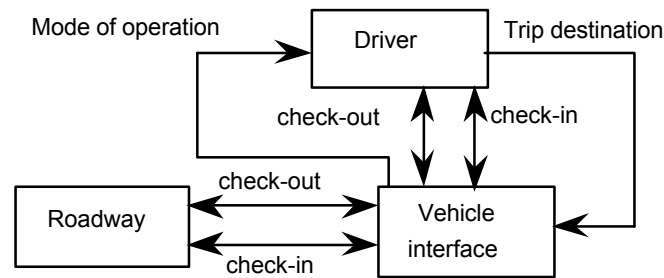 Mode of operation
Driver
Trip destination
check-out
check-in
check-out
Roadway
Vehicle
interface
check-in